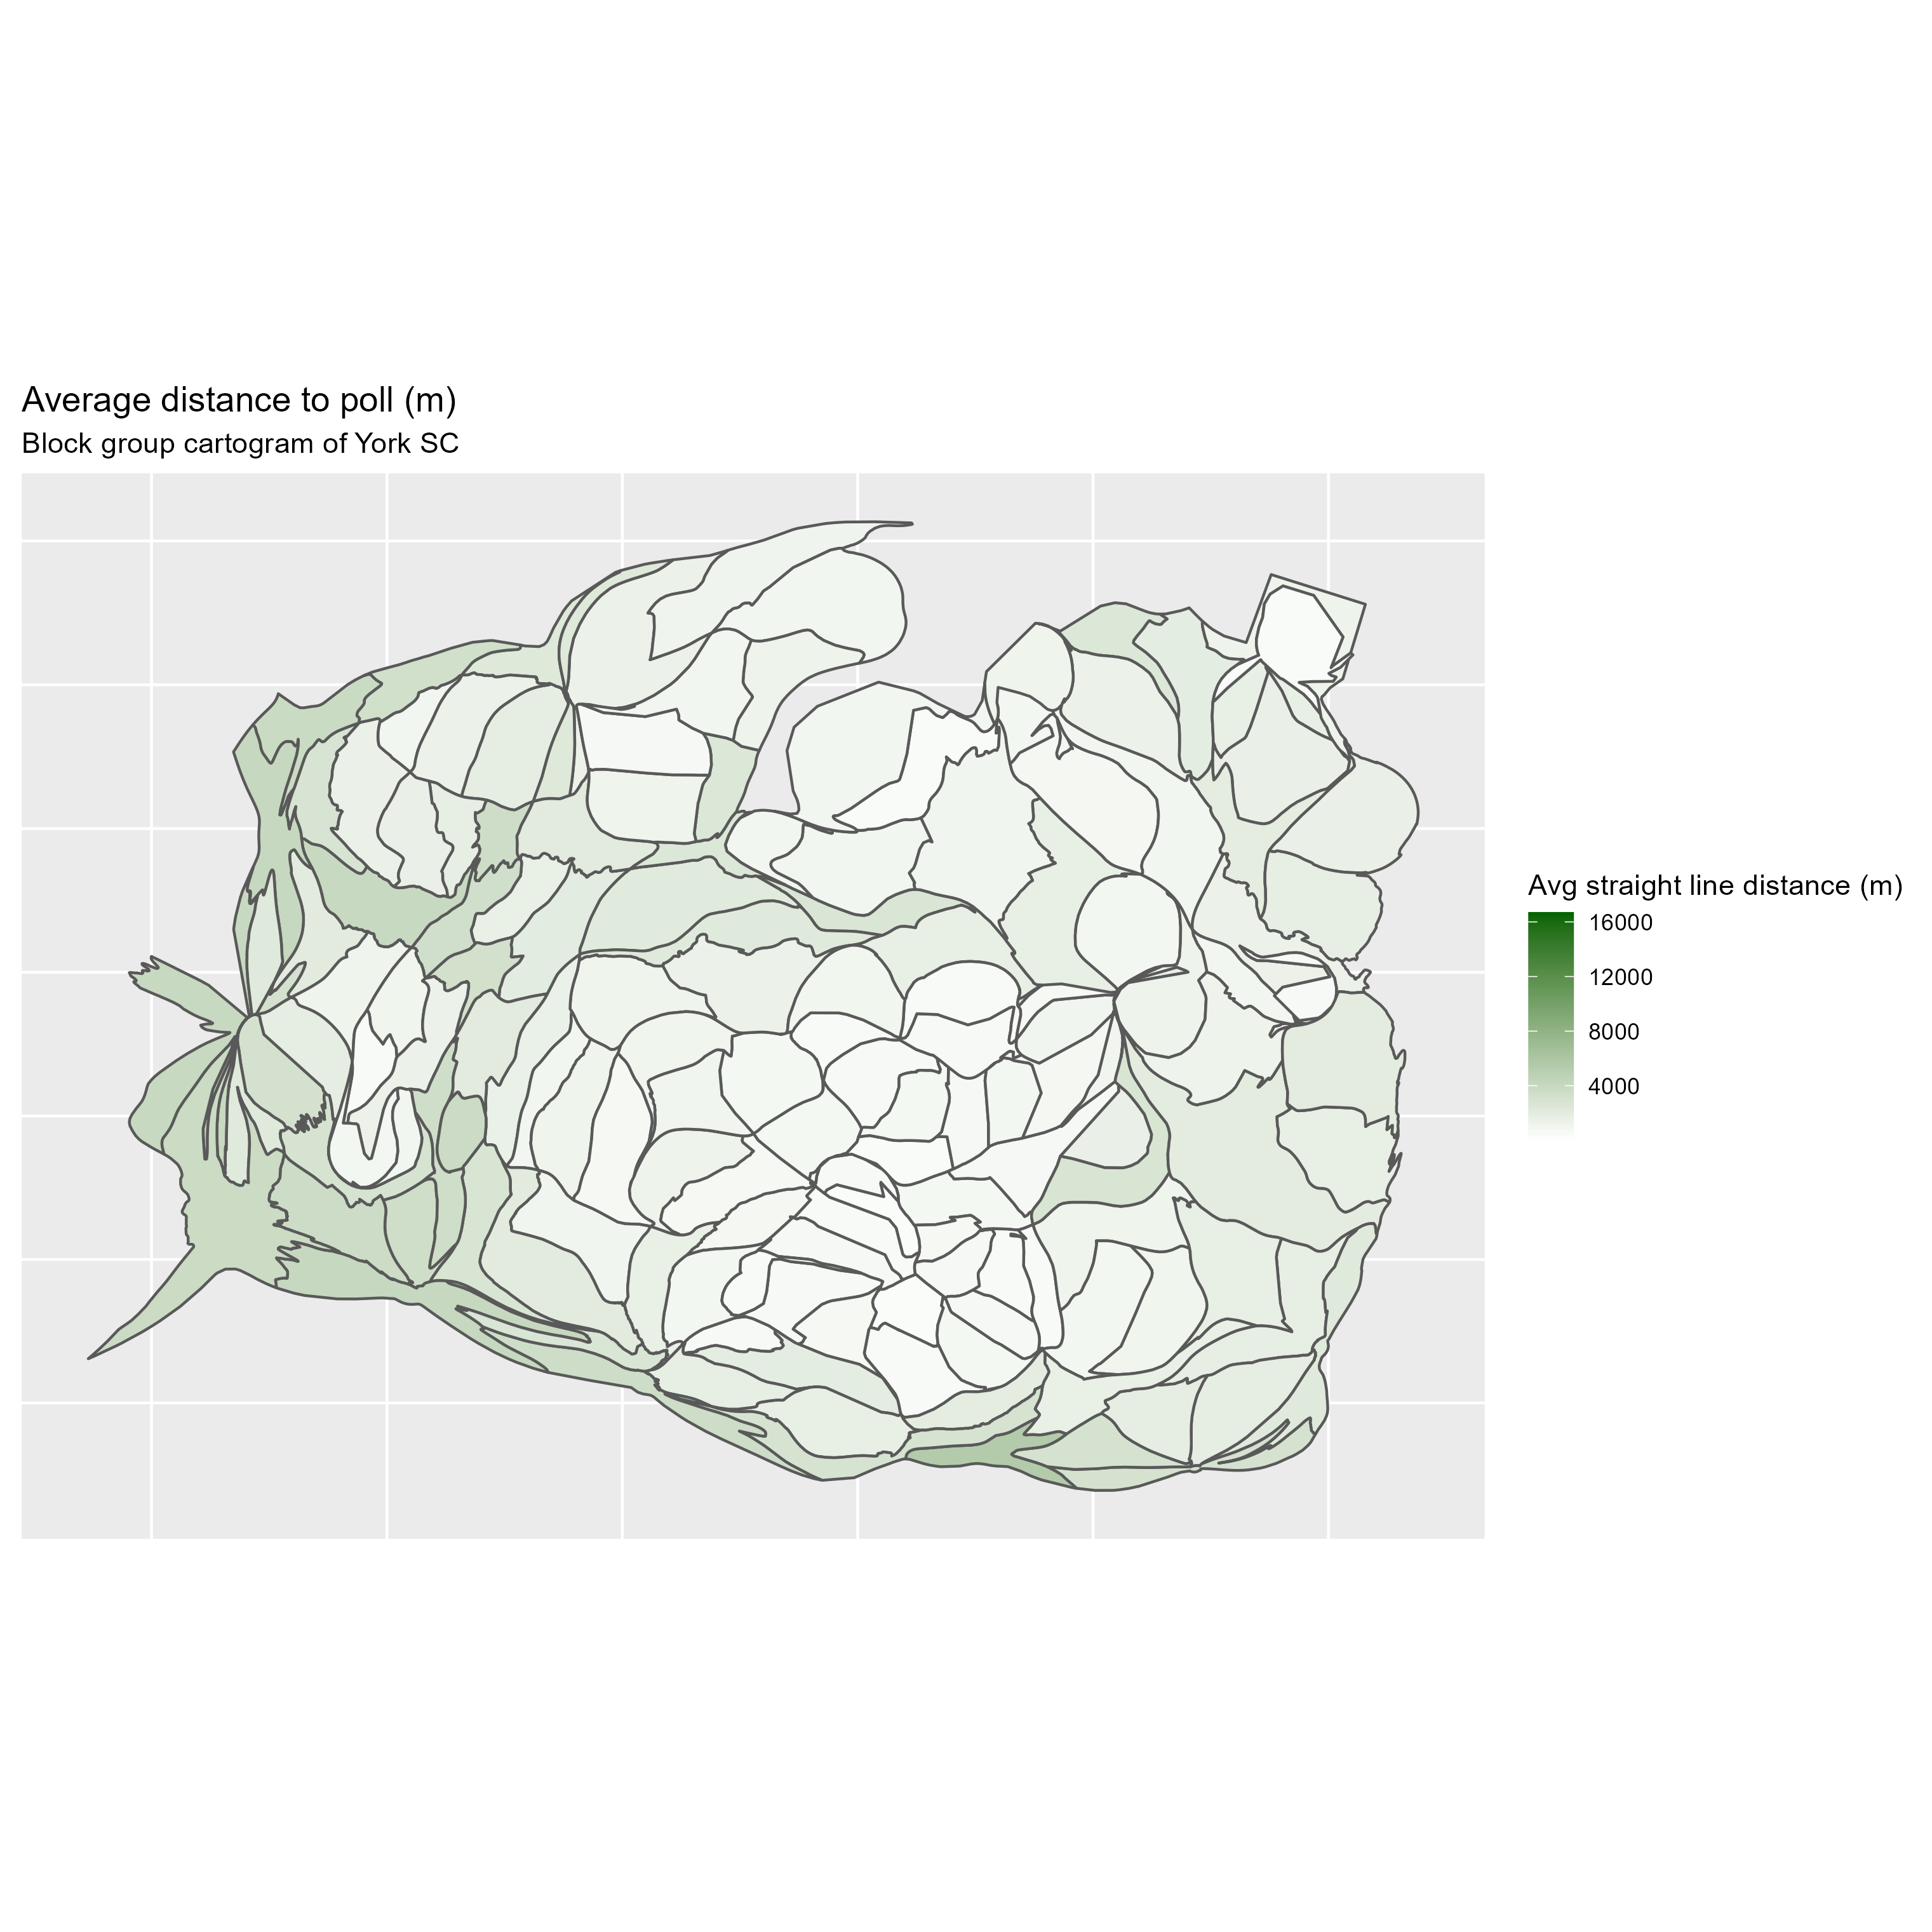 Average distance to poll (m)
Block group cartogram of York SC
Avg straight line distance (m)
16000
12000
8000
4000